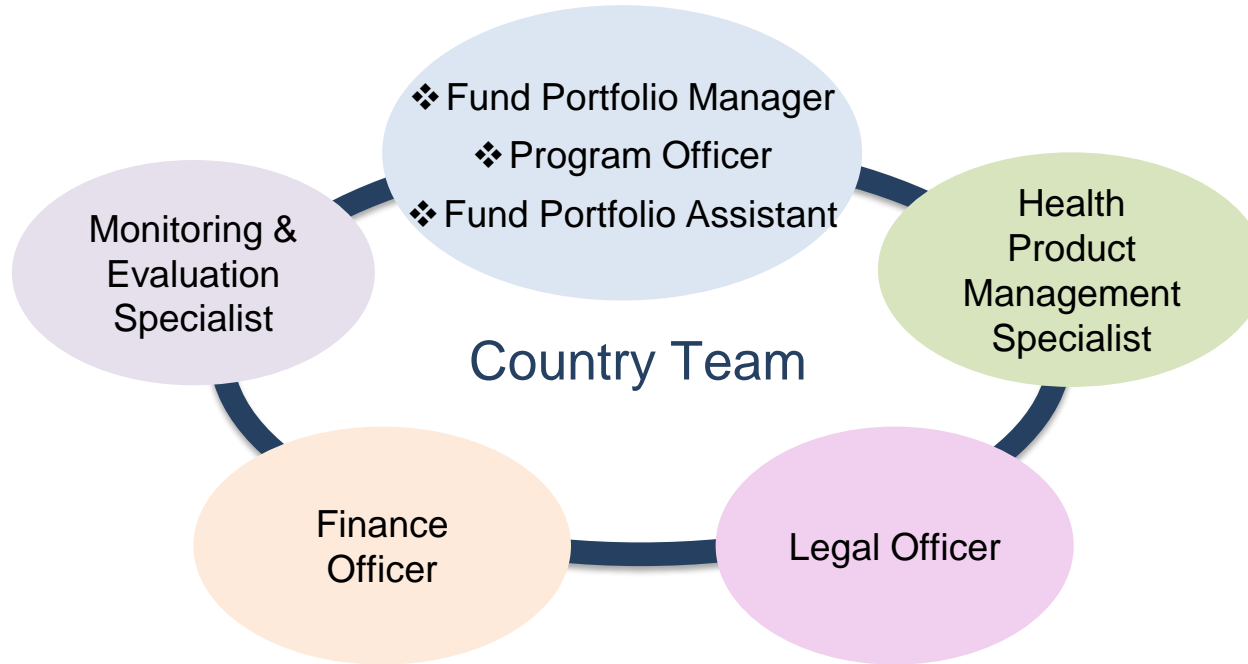 ❖ Fund Portfolio Manager
❖ Program Officer
❖ Fund Portfolio Assistant
Monitoring &
Evaluation
Specialist
Health
Product
Management
Specialist
Country Team
Finance
Officer
Legal Officer